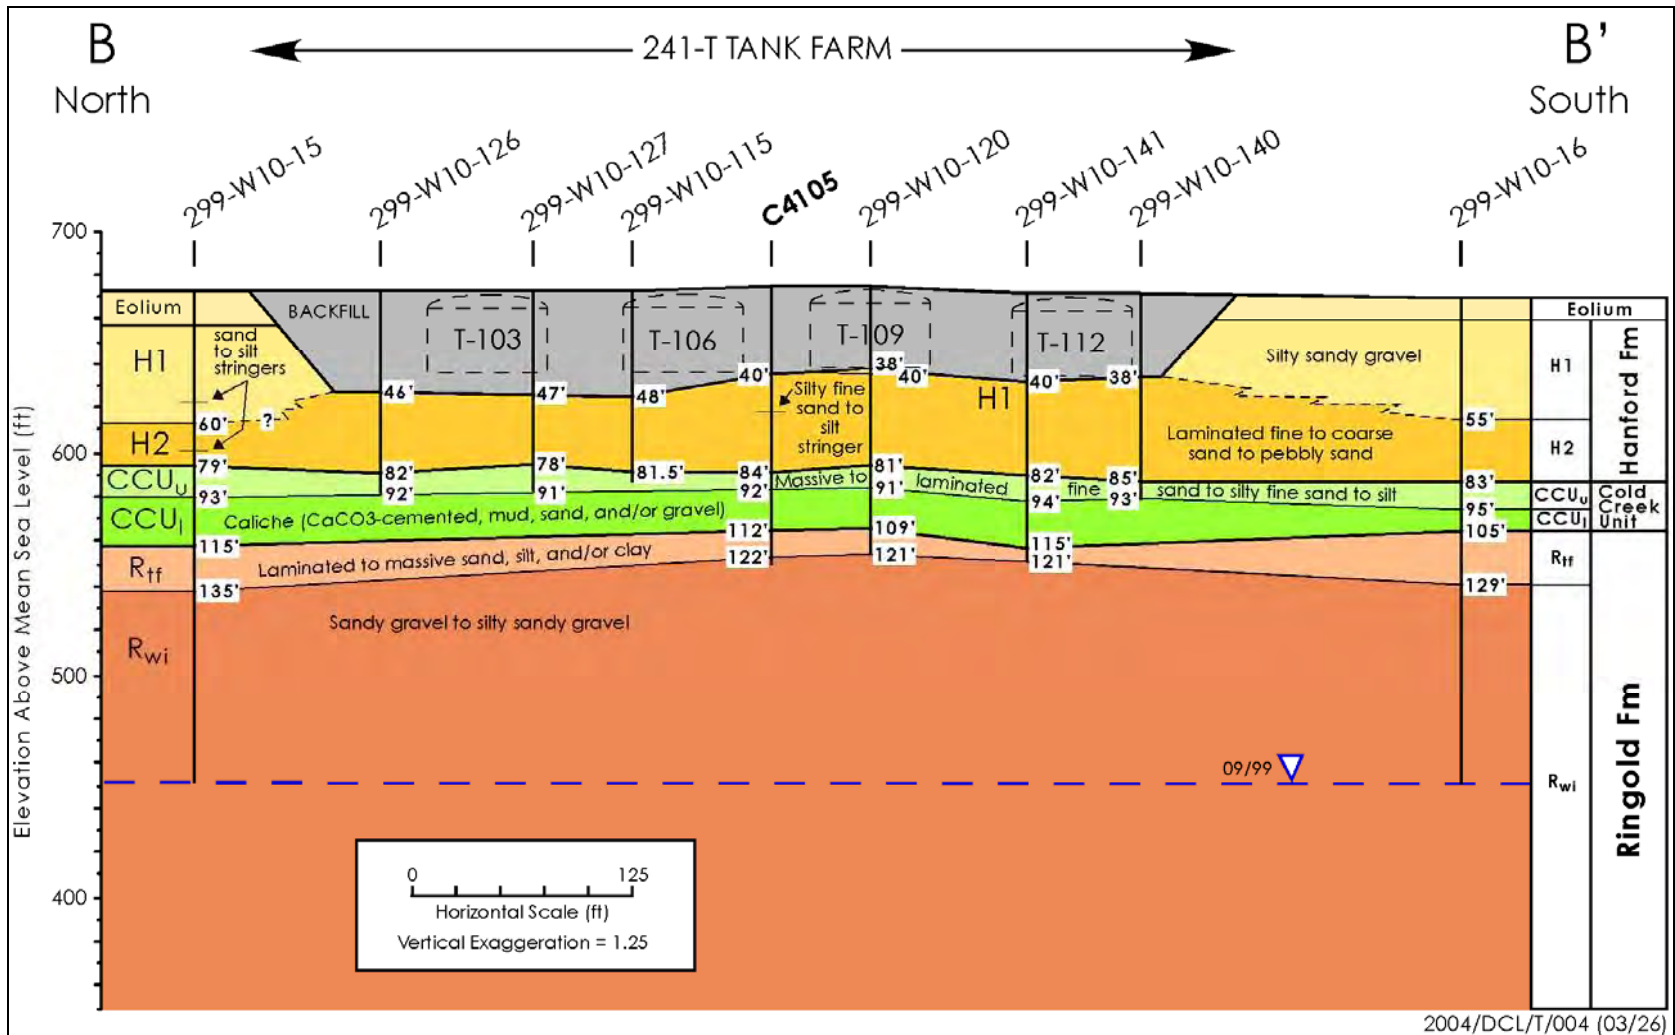 B
241-T TANK FARM
B'
North
South
299-W10-15
299-W10-126
299-W10-127
299-W10-115
C4105
299-W10-120
299-W10-141
299-W10-140
299-W10-16
Elevation Above Mean Sea Level (ft)
700
600
500
400
Eolium
H1
H2
CCUu
CCUl
Rtf
Rwi
sand
to silt
stringers
?
BACKFILL
T-103
T-106
T-109
T-112
60'
79'
93'
115'
135'
46'
82'
92'
47'
78'
91'
48'
81.5'
40'
84'
92'
112'
122'
38'
40'
81'
91'
109'
121'
40'
82'
94'
115'
121'
38'
85'
93'
55'
83'
95'
105'
129'
Silty fine
sand to
silt
stringer
H1
Silty sandy gravel
Laminated fine to coarse
sand to pebbly sand
Massive to laminated fine sand to silty fine sand to silt
Caliche (CaCO3-cemented, mud, sand, and/or gravel)
Laminated to massive sand, silt, and/or clay
Sandy gravel to silty sandy gravel
09/99
Eolium
H1
H2
Hanford Fm
CCUu
CCUl
Cold
Creek
Unit
Rtf
Rwi
Ringold Fm
0 125
Horizontal Scale (ft)
Vertical Exaggeration = 1.25
2004/DCL/T/004 (03/26)